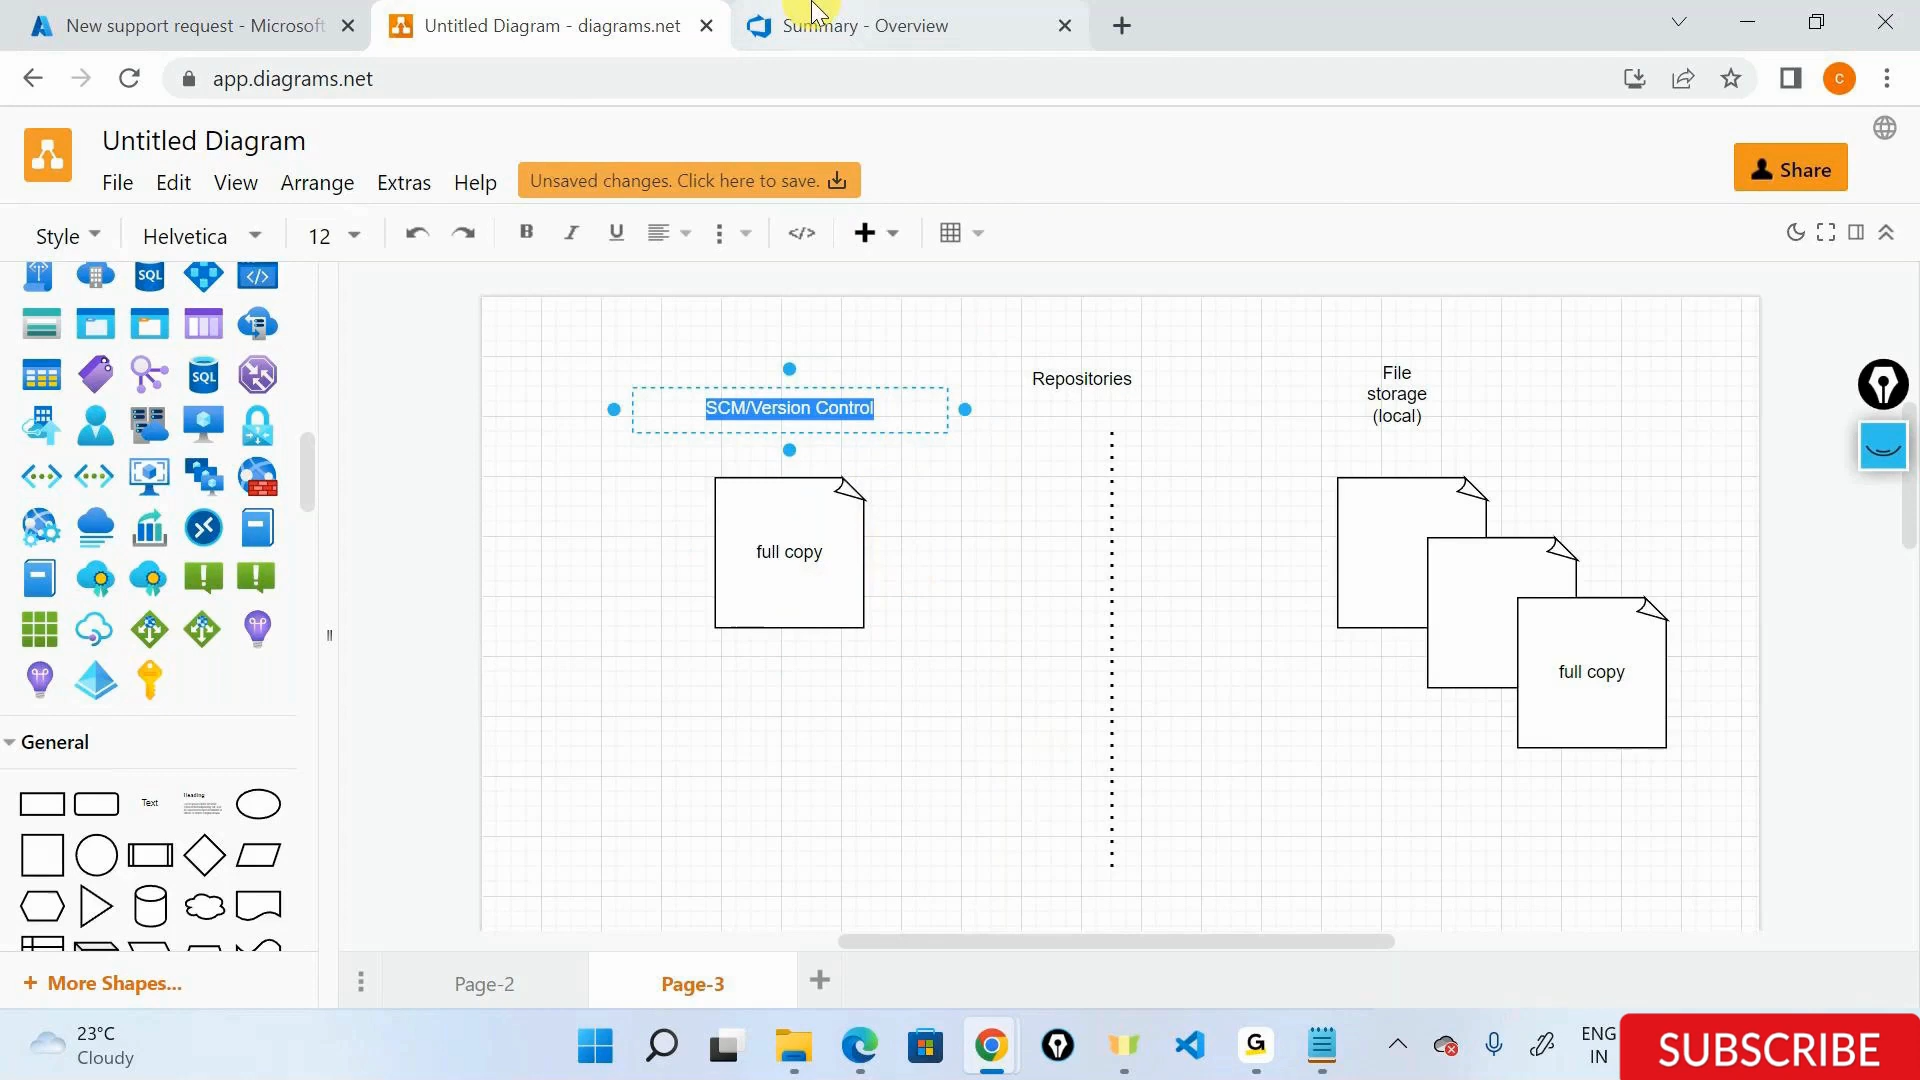 New support request - Microsoft
Untitled Diagram - diagrams.net
Summary - Overview
app.diagrams.net
c
Untitled Diagram
File
Edit
View
Arrange
Extras
Help
Unsaved changes. Click here to save.
Share
Style
Helvetica
12
B
I
U
SQL
SQL
General
Text
Heading
+ More Shapes...
SCM/Version Control
Repositories
File
storage
(local)
full copy
full copy
Page-2
Page-3
23°C
Cloudy
G
ENG
IN
SUBSCRIBE